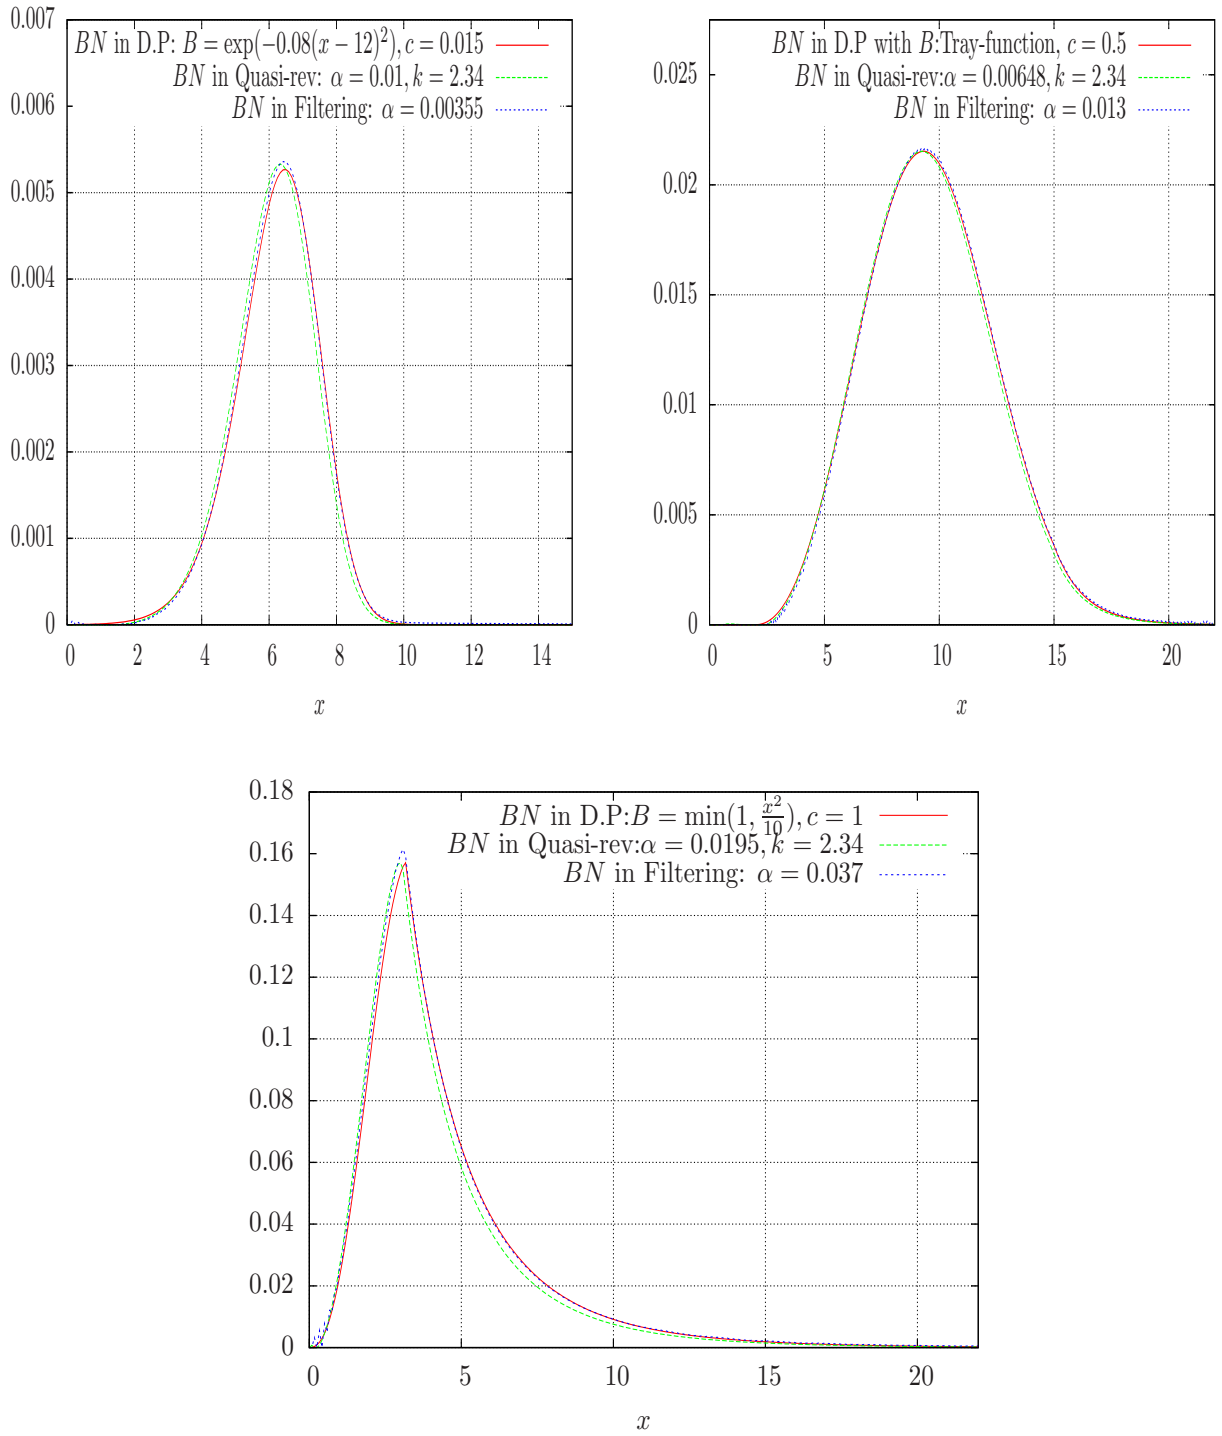 0.007
0.006
0.005
0.004
0.003
0.002
0.001
0
BN in D.P: B = exp(−0.08(x − 12)²), c = 0.015
BN in Quasi-rev: α = 0.01, k = 2.34
BN in Filtering: α = 0.00355
0 2 4 6 8 10 12 14
x
0.025
0.02
0.015
0.01
0.005
0
BN in D.P with B:Tray-function, c = 0.5
BN in Quasi-rev:α = 0.00648, k = 2.34
BN in Filtering: α = 0.013
0 5 10 15 20
x
0.18
0.16
0.14
0.12
0.1
0.08
0.06
0.04
0.02
0
BN in D.P:B = min(1, x²/10), c = 1
BN in Quasi-rev:α = 0.0195, k = 2.34
BN in Filtering: α = 0.037
0 5 10 15 20
x